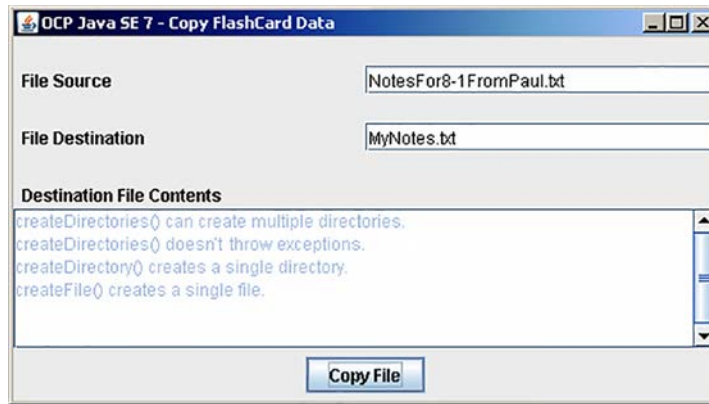 OCP Java SE 7 - Copy FlashCard Data
File Source
NotesFor8-1FromPaul.txt
File Destination
MyNotes.txt
Destination File Contents
createDirectories() can create multiple directories.
createDirectories() doesn't throw exceptions.
createDirectory() creates a single directory.
createFile() creates a single file.
Copy File